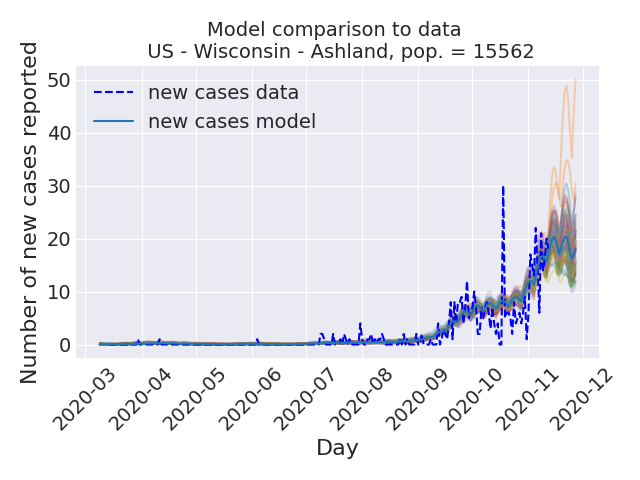 Model comparison to data
US - Wisconsin - Ashland, pop. = 15562
Number of new cases reported
50
40
30
20
10
0
new cases data
new cases model
2020-03
2020-04
2020-05
2020-06
2020-07
2020-08
2020-09
2020-10
2020-11
2020-12
Day